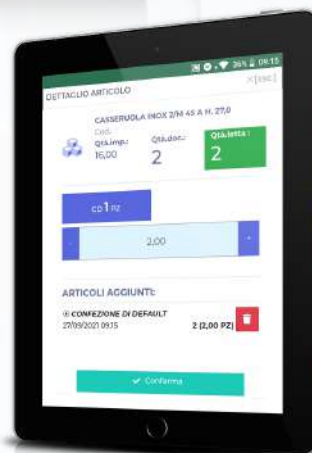 36% 09:15
DETTAGLIO ARTICOLO
×[ESC]
CASSERUOLA INOX 2/M 45 A H. 27,0
Cod.:
Qtà.imp.: Qtà.doc.: Qtà.letta :
16,00 2 2
CD 1 PZ
- 2,00 +
ARTICOLI AGGIUNTI:
CONFEZIONE DI DEFAULT
27/09/2021 09:15 2 (2,00 PZ)
✓ Conferma